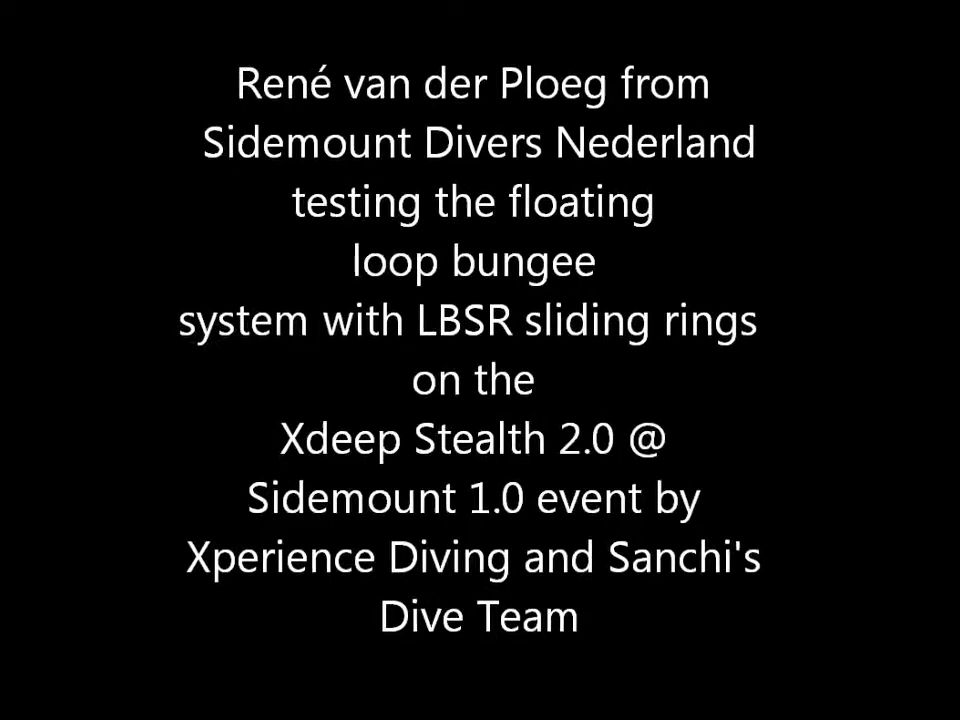 René van der Ploeg from
Sidemount Divers Nederland
testing the floating
loop bungee
system with LBSR sliding rings
on the
Xdeep Stealth 2.0 @
Sidemount 1.0 event by
Xperience Diving and Sanchi's
Dive Team